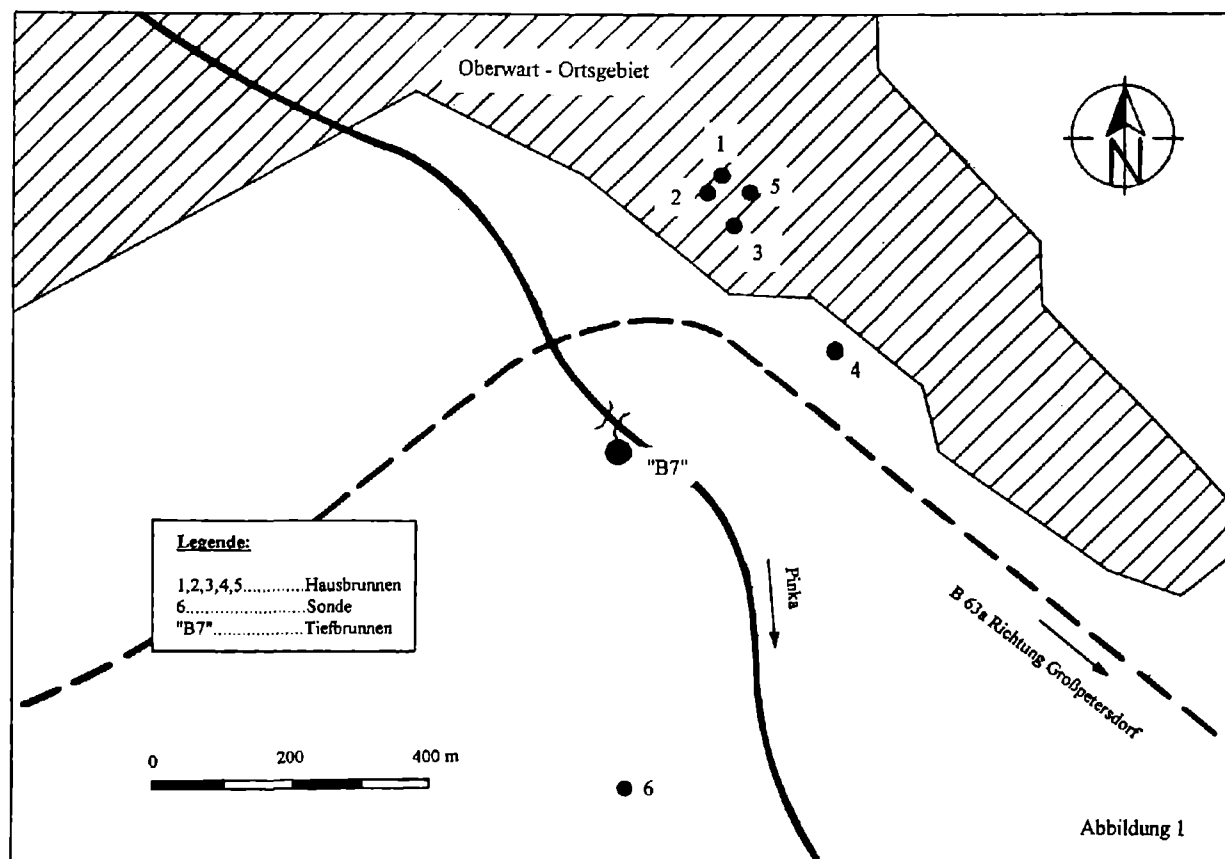 Oberwart - Ortsgebiet
1
2
5
3
4
N
"B7"
Legende:
1,2,3,4,5............Hausbrunnen
6........................Sonde
"B7"..................Tiefbrunnen
Pinka
B 63a Richtung Großpetersdorf
0 200 400 m
6
Abbildung 1